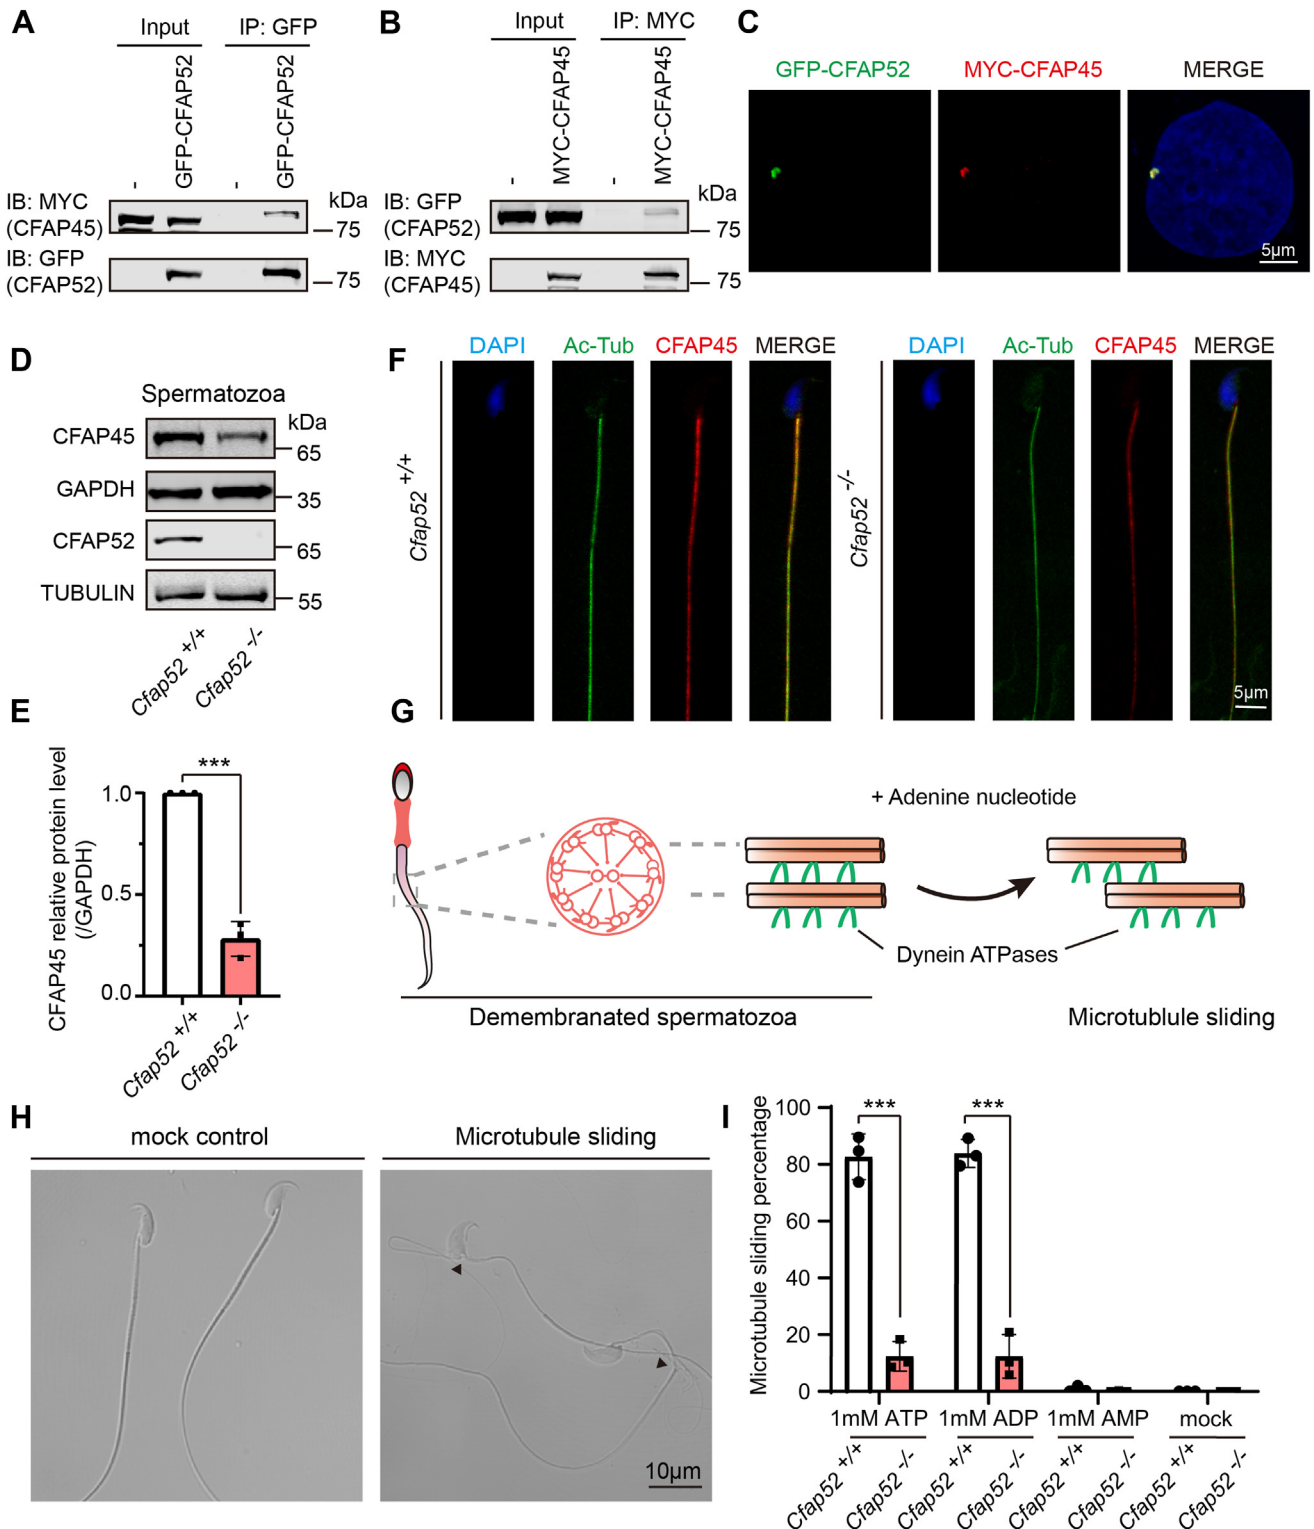 A
Input
IP: GFP
-
GFP-CFAP52
-
GFP-CFAP52
IB: MYC
(CFAP45)
kDa
75
IB: GFP
(CFAP52)
75
B
Input
IP: MYC
-
MYC-CFAP45
-
MYC-CFAP45
IB: GFP
(CFAP52)
kDa
75
IB: MYC
(CFAP45)
75
C
GFP-CFAP52
MYC-CFAP45
MERGE
5μm
D
Spermatozoa
kDa
CFAP45
65
GAPDH
35
CFAP52
65
TUBULIN
55
Cfap52 +/+
Cfap52 -/-
F
DAPI
Ac-Tub
CFAP45
MERGE
DAPI
Ac-Tub
CFAP45
MERGE
Cfap52 +/+
Cfap52 -/-
5μm
E
CFAP45 relative protein level
(/GAPDH)
***
1.0
0.5
0.0
Cfap52 +/+
Cfap52 -/-
G
+ Adenine nucleotide
Dynein ATPases
Demembranated spermatozoa
Microtublule sliding
H
mock control
Microtubule sliding
10μm
I
Microtubule sliding percentage
100
80
60
40
20
0
***
***
1mM ATP
1mM ADP
1mM AMP
mock
Cfap52 +/+
Cfap52 -/-
Cfap52 +/+
Cfap52 -/-
Cfap52 +/+
Cfap52 -/-
Cfap52 +/+
Cfap52 -/-